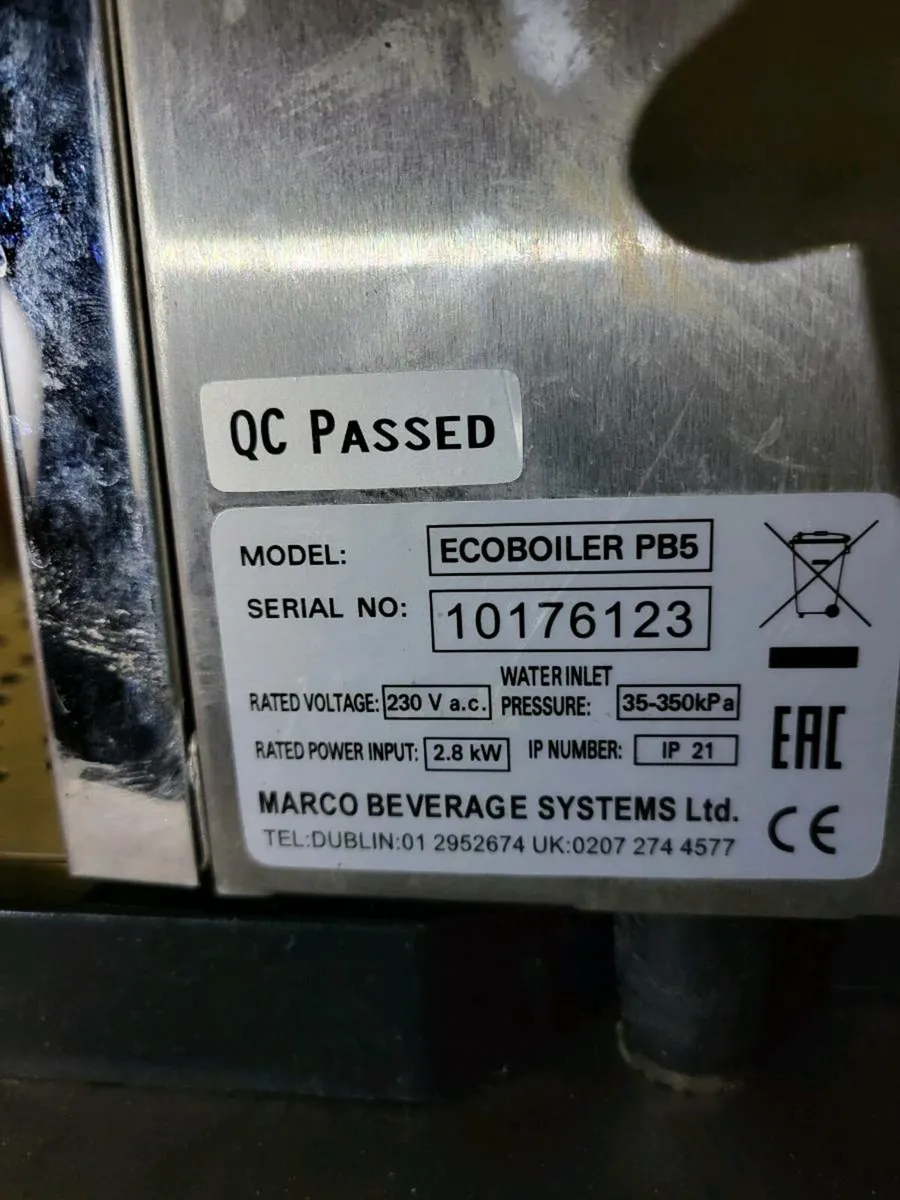 QC PASSED
MODEL: ECOBOILER PB5
SERIAL NO: 10176123
RATED VOLTAGE: 230 V a.c. WATER INLET PRESSURE: 35-350kPa
RATED POWER INPUT: 2.8 kW IP NUMBER: IP 21
EAC
MARCO BEVERAGE SYSTEMS Ltd.
TEL:DUBLIN:01 2952674 UK:0207 274 4577
CE